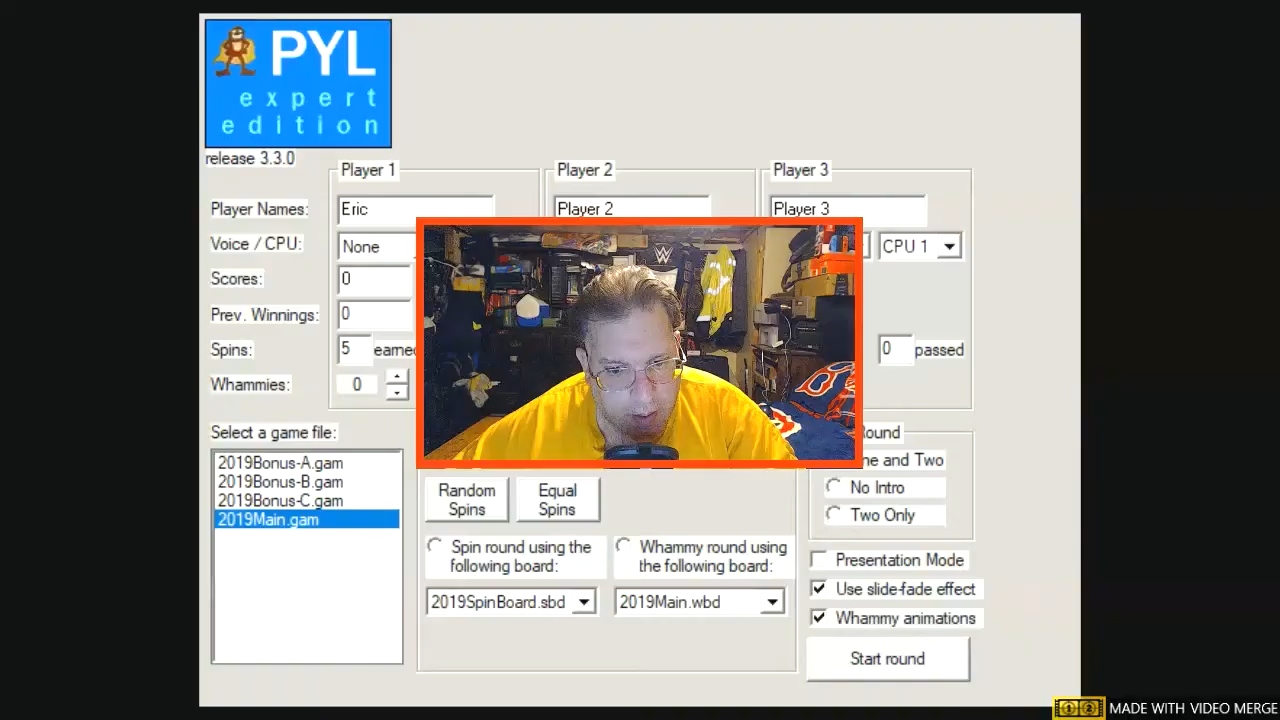 PYL
expert
edition
release 3.3.0
Player 1
Player 2
Player 3
Player Names:
Eric
Player 2
Player 3
Voice / CPU:
None
CPU 1
Scores:
0
Prev. Winnings:
0
Spins:
5
0
passed
Whammies:
0
Select a game file:
2019Bonus-A.gam
2019Bonus-B.gam
2019Bonus-C.gam
2019Main.gam
Random
Spins
Equal
Spins
Spin round using the
following board:
Whammy round using
the following board:
2019SpinBoard.sbd
2019Main.wbd
Round
and Two
No Intro
Two Only
Presentation Mode
Use slide-fade effect
Whammy animations
Start round
MADE WITH VIDEO MERGE